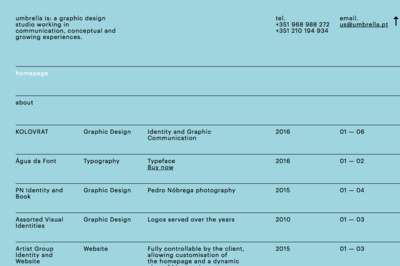 umbrella is: a graphic design
studio working in
communication, conceptual and
growing experiences.
tel.
+351 968 988 272
+351 210 194 934
email.
us@umbrella.pt
↑
homepage
about
KOLOVRAT Graphic Design Identity and Graphic 2016 01 — 06
Communication
Água da Font Typography Typeface 2016 01 — 02
Buy now
PN Identity and Graphic Design Pedro Nóbrega photography 2015 01 — 04
Book
Assorted Visual Graphic Design Logos served over the years 2010 01 — 03
Identities
Artist Group Website Fully controllable by the client, 2015 01 — 03
Identity and allowing customisation of
Website the homepage and a dynamic